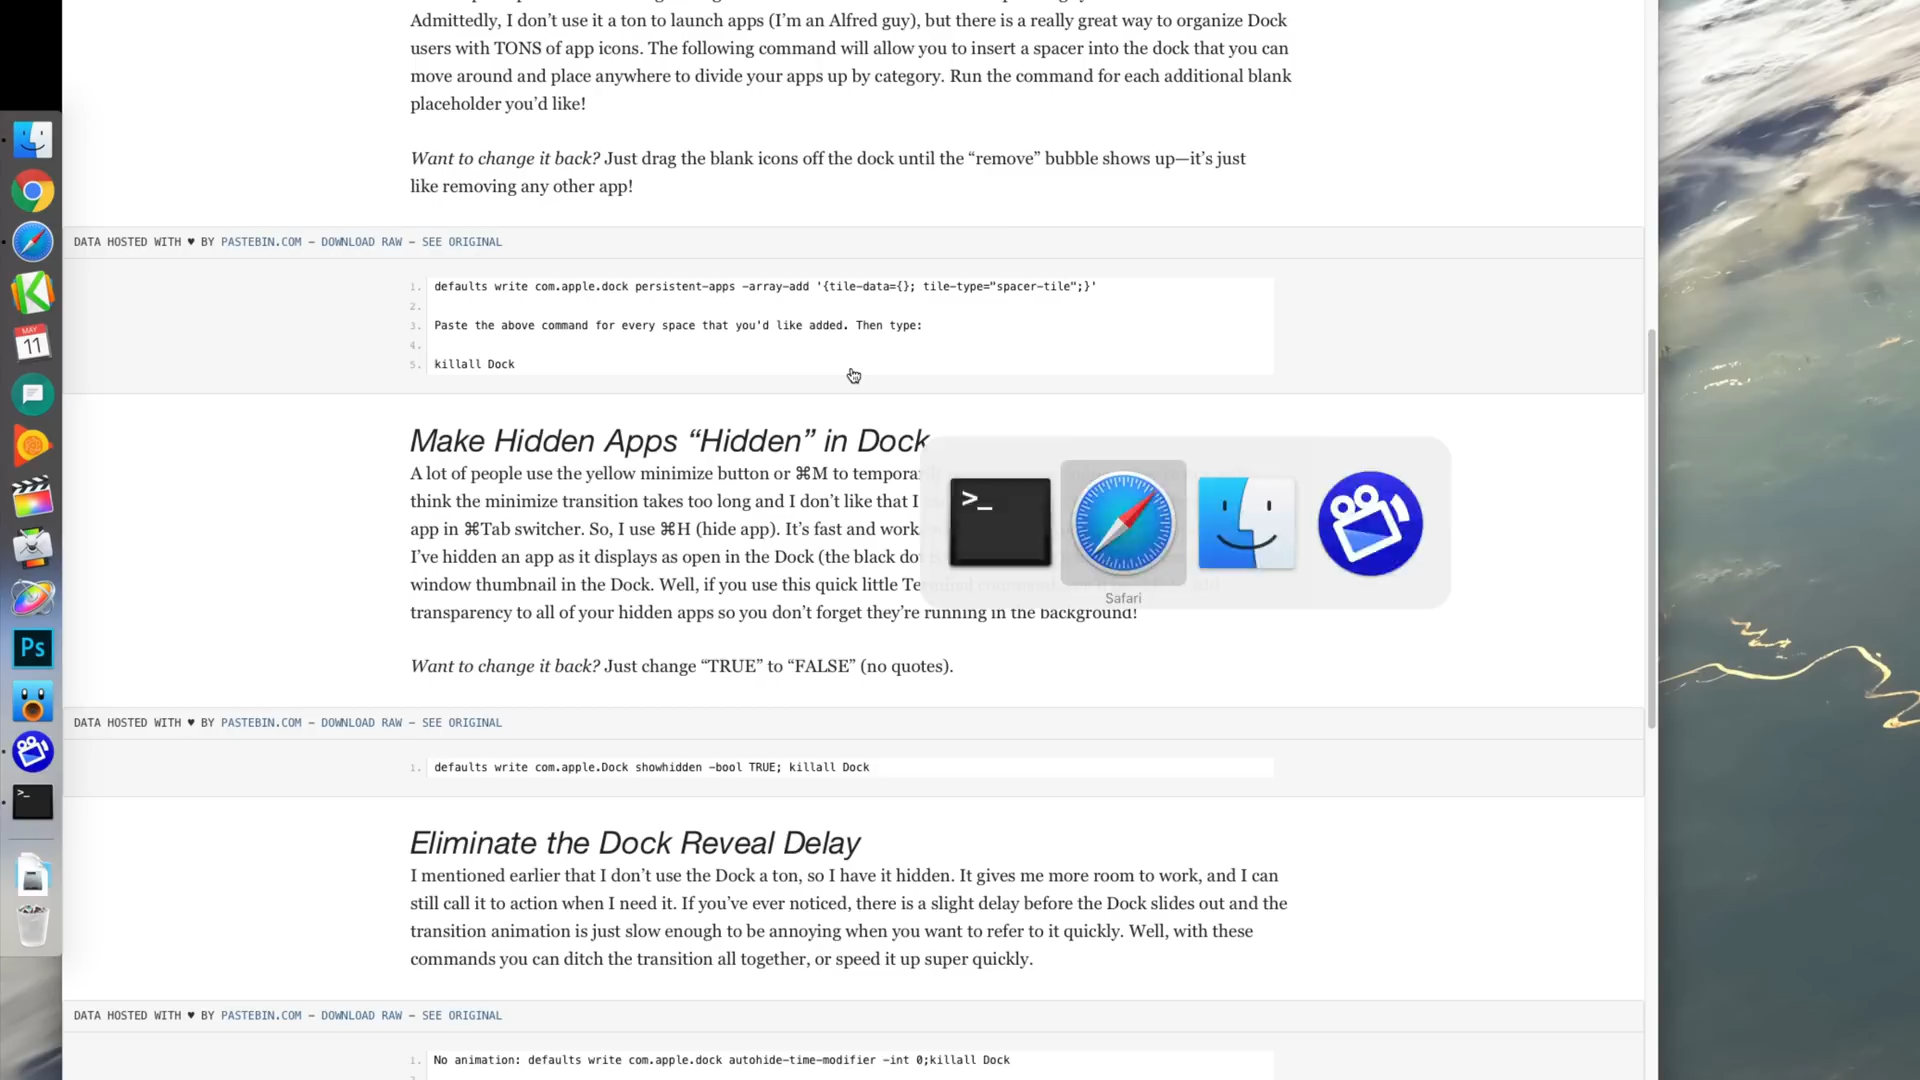 Admittedly, I don’t use it a ton to launch apps (I’m an Alfred guy), but there is a really great way to organize Dock
users with TONS of app icons. The following command will allow you to insert a spacer into the dock that you can
move around and place anywhere to divide your apps up by category. Run the command for each additional blank
placeholder you’d like!
Want to change it back? Just drag the blank icons off the dock until the “remove” bubble shows up—it’s just
like removing any other app!
DATA HOSTED WITH ♥ BY PASTEBIN.COM – DOWNLOAD RAW – SEE ORIGINAL
1. defaults write com.apple.dock persistent-apps -array-add '{tile-data={}; tile-type="spacer-tile";}'
2.
3. Paste the above command for every space that you'd like added. Then type:
4.
5. killall Dock
Make Hidden Apps “Hidden” in Dock
A lot of people use the yellow minimize button or ⌘M to
think the minimize transition takes too long and I don’t like that I
app in ⌘Tab switcher. So, I use ⌘H (hide app). It’s fast and
I’ve hidden an app as it displays as open in the Dock (the black
window thumbnail in the Dock. Well, if you use this quick little
transparency to all of your hidden apps so you don’t forget they’re running in the background!
Want to change it back? Just change “TRUE” to “FALSE” (no quotes).
DATA HOSTED WITH ♥ BY PASTEBIN.COM – DOWNLOAD RAW – SEE ORIGINAL
1. defaults write com.apple.Dock showhidden -bool TRUE; killall Dock
Eliminate the Dock Reveal Delay
I mentioned earlier that I don’t use the Dock a ton, so I have it hidden. It gives me more room to work, and I can
still call it to action when I need it. If you’ve ever noticed, there is a slight delay before the Dock slides out and the
transition animation is just slow enough to be annoying when you want to refer to it quickly. Well, with these
commands you can ditch the transition all together, or speed it up super quickly.
DATA HOSTED WITH ♥ BY PASTEBIN.COM – DOWNLOAD RAW – SEE ORIGINAL
1. No animation: defaults write com.apple.dock autohide-time-modifier -int 0;killall Dock
Safari
>_
MAY
11
Ps
>_